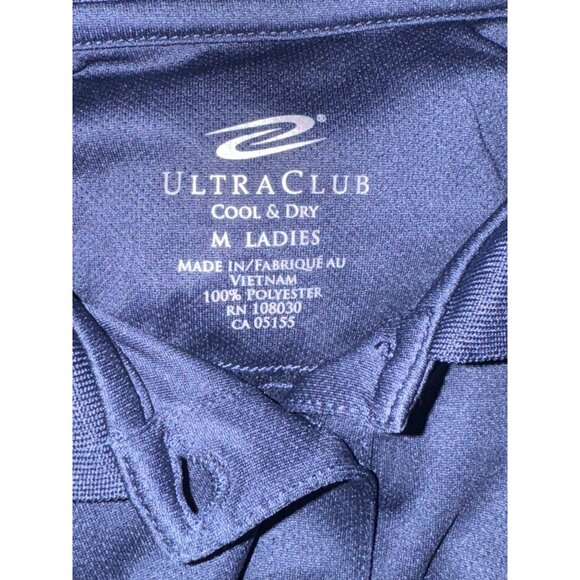 ®
ULTRACLUB
COOL & DRY
M LADIES
MADE IN/FABRIQUÉ AU
VIETNAM
100% POLYESTER
RN 108030
CA 05155